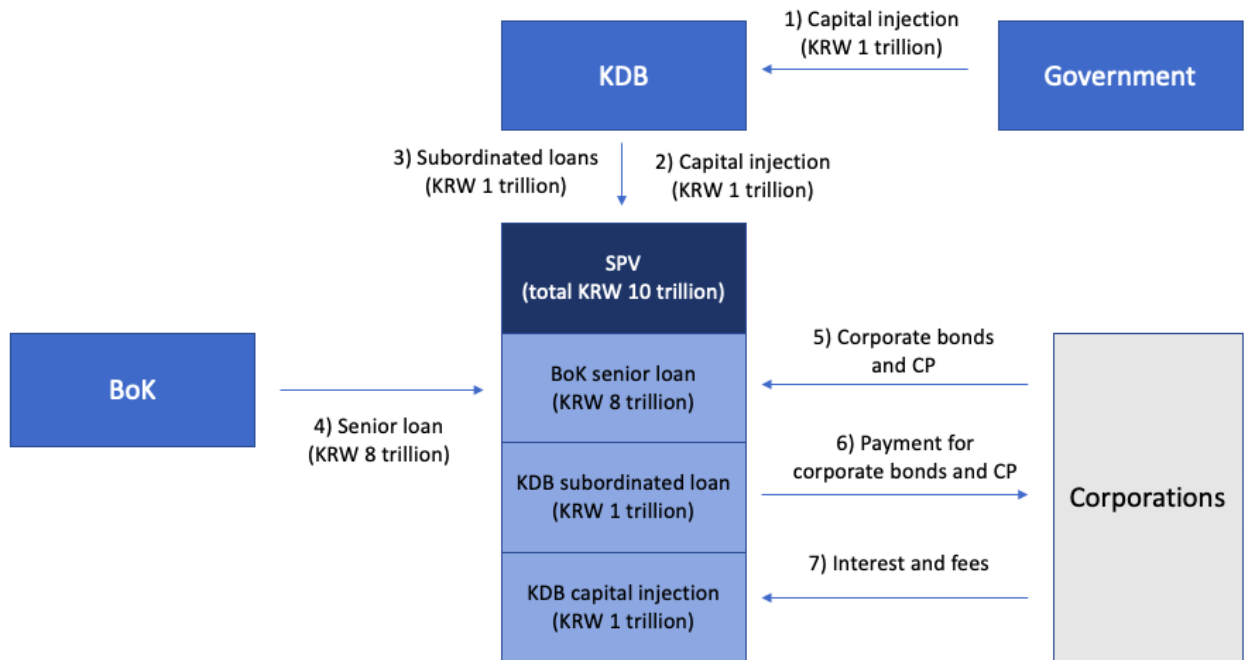 1) Capital injection
(KRW 1 trillion)
KDB
Government
3) Subordinated loans
(KRW 1 trillion)
2) Capital injection
(KRW 1 trillion)
SPV
(total KRW 10 trillion)
BoK
4) Senior loan
(KRW 8 trillion)
BoK senior loan
(KRW 8 trillion)
5) Corporate bonds
and CP
KDB subordinated loan
(KRW 1 trillion)
6) Payment for
corporate bonds and CP
Corporations
KDB capital injection
(KRW 1 trillion)
7) Interest and fees